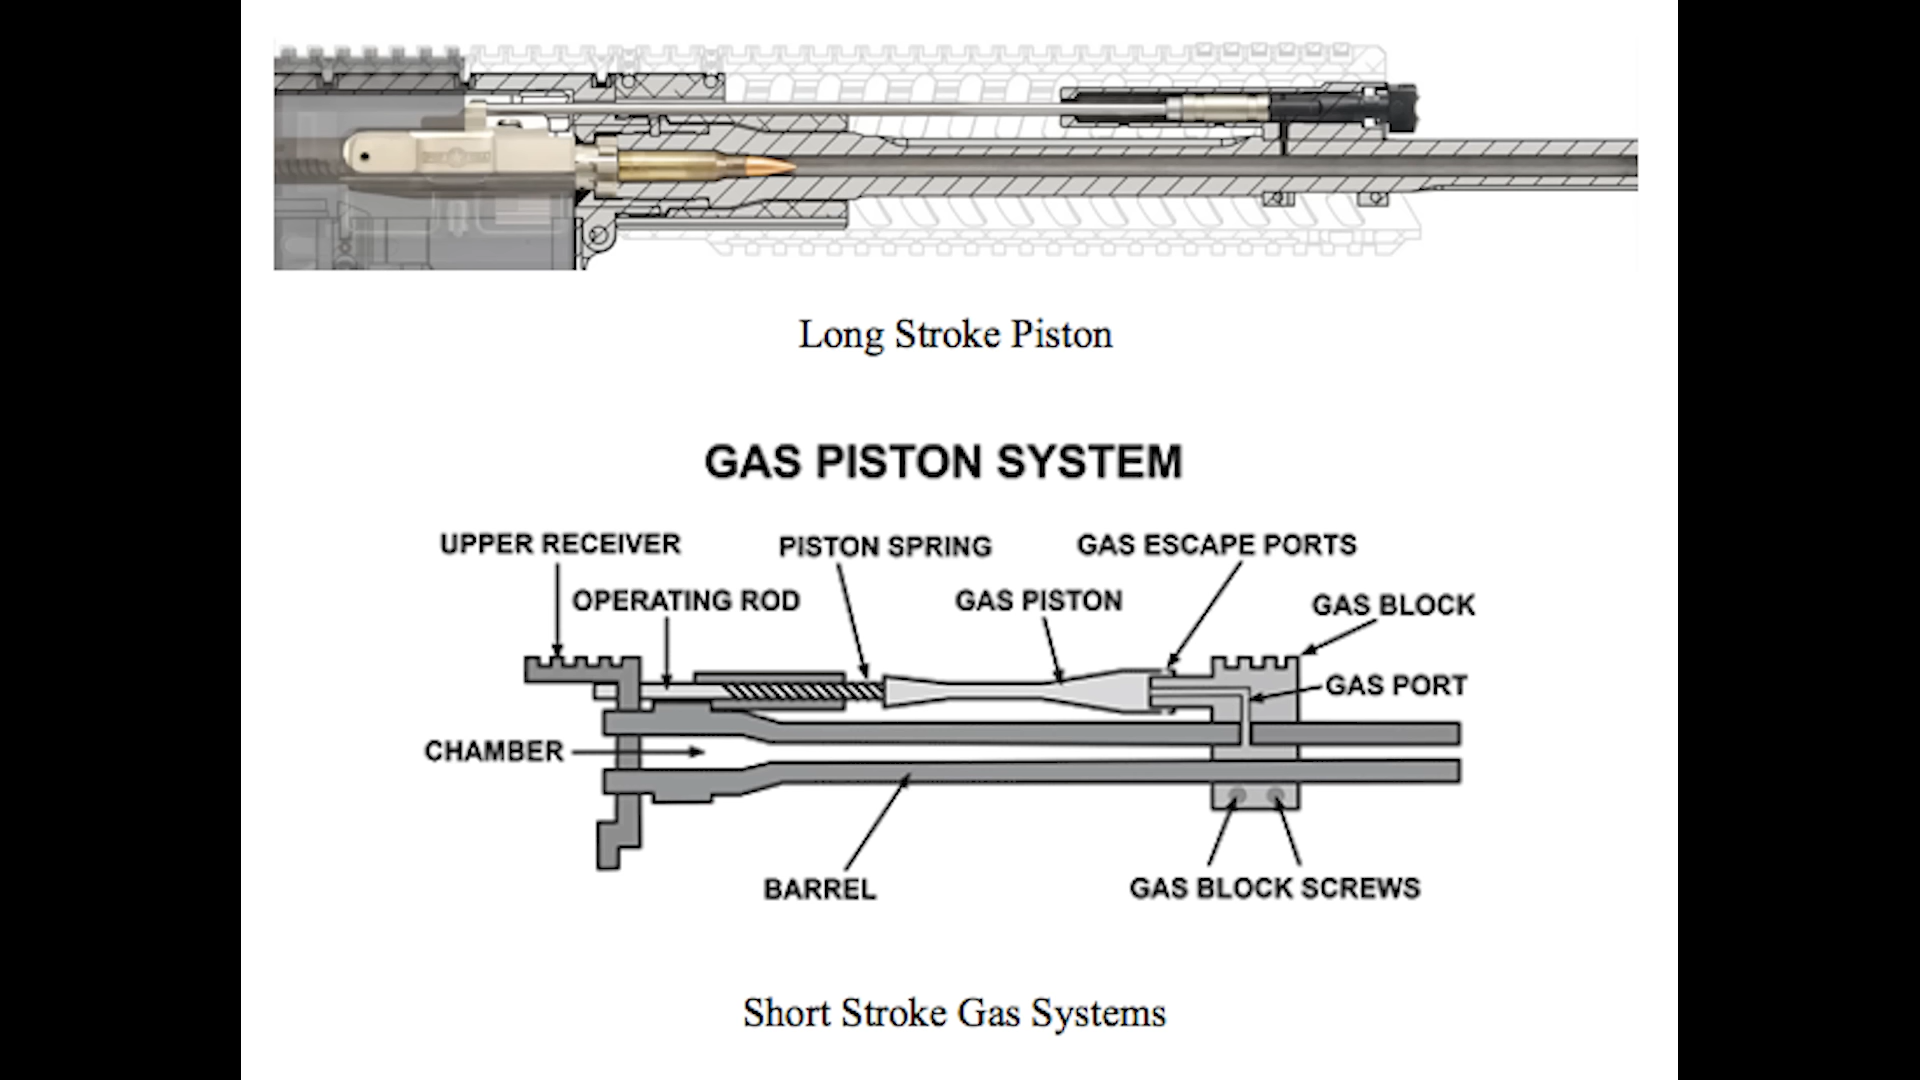 Long Stroke Piston
GAS PISTON SYSTEM
UPPER RECEIVER
PISTON SPRING
GAS ESCAPE PORTS
OPERATING ROD
GAS PISTON
GAS BLOCK
GAS PORT
CHAMBER
BARREL
GAS BLOCK SCREWS
Short Stroke Gas Systems